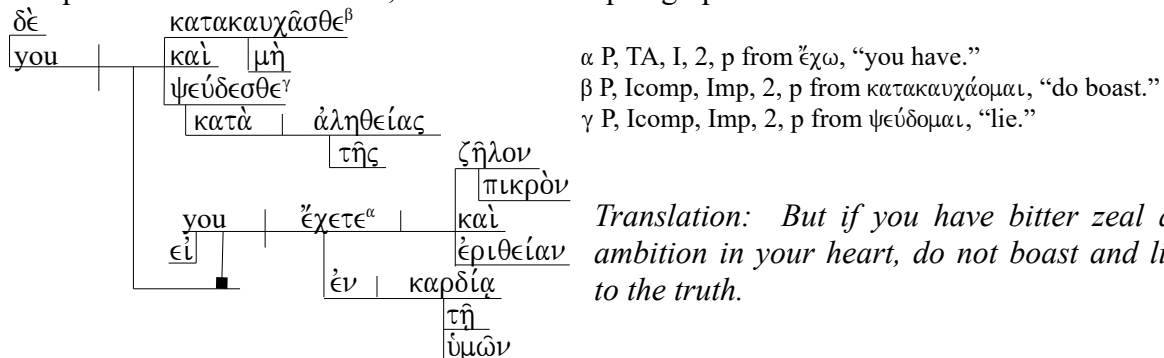 δὲ κατακαυχᾶσθεᵝ
you καὶ μὴ
ψεύδεσθεᵞ
κατὰ ἀληθείας
τῆς
ζῆλον
πικρὸν
you ἔχετεᵅ καὶ
εἰ ἐριθείαν
ἐν καρδίᾳ
τῇ
ὑμῶν
α P, TA, I, 2, p from ἔχω, “you have.”
β P, Icomp, Imp, 2, p from κατακαυχάομαι, “do boast.”
γ P, Icomp, Imp, 2, p from ψεύδομαι, “lie.”
Translation: But if you have bitter zeal
ambition in your heart, do not boast and
to the truth.